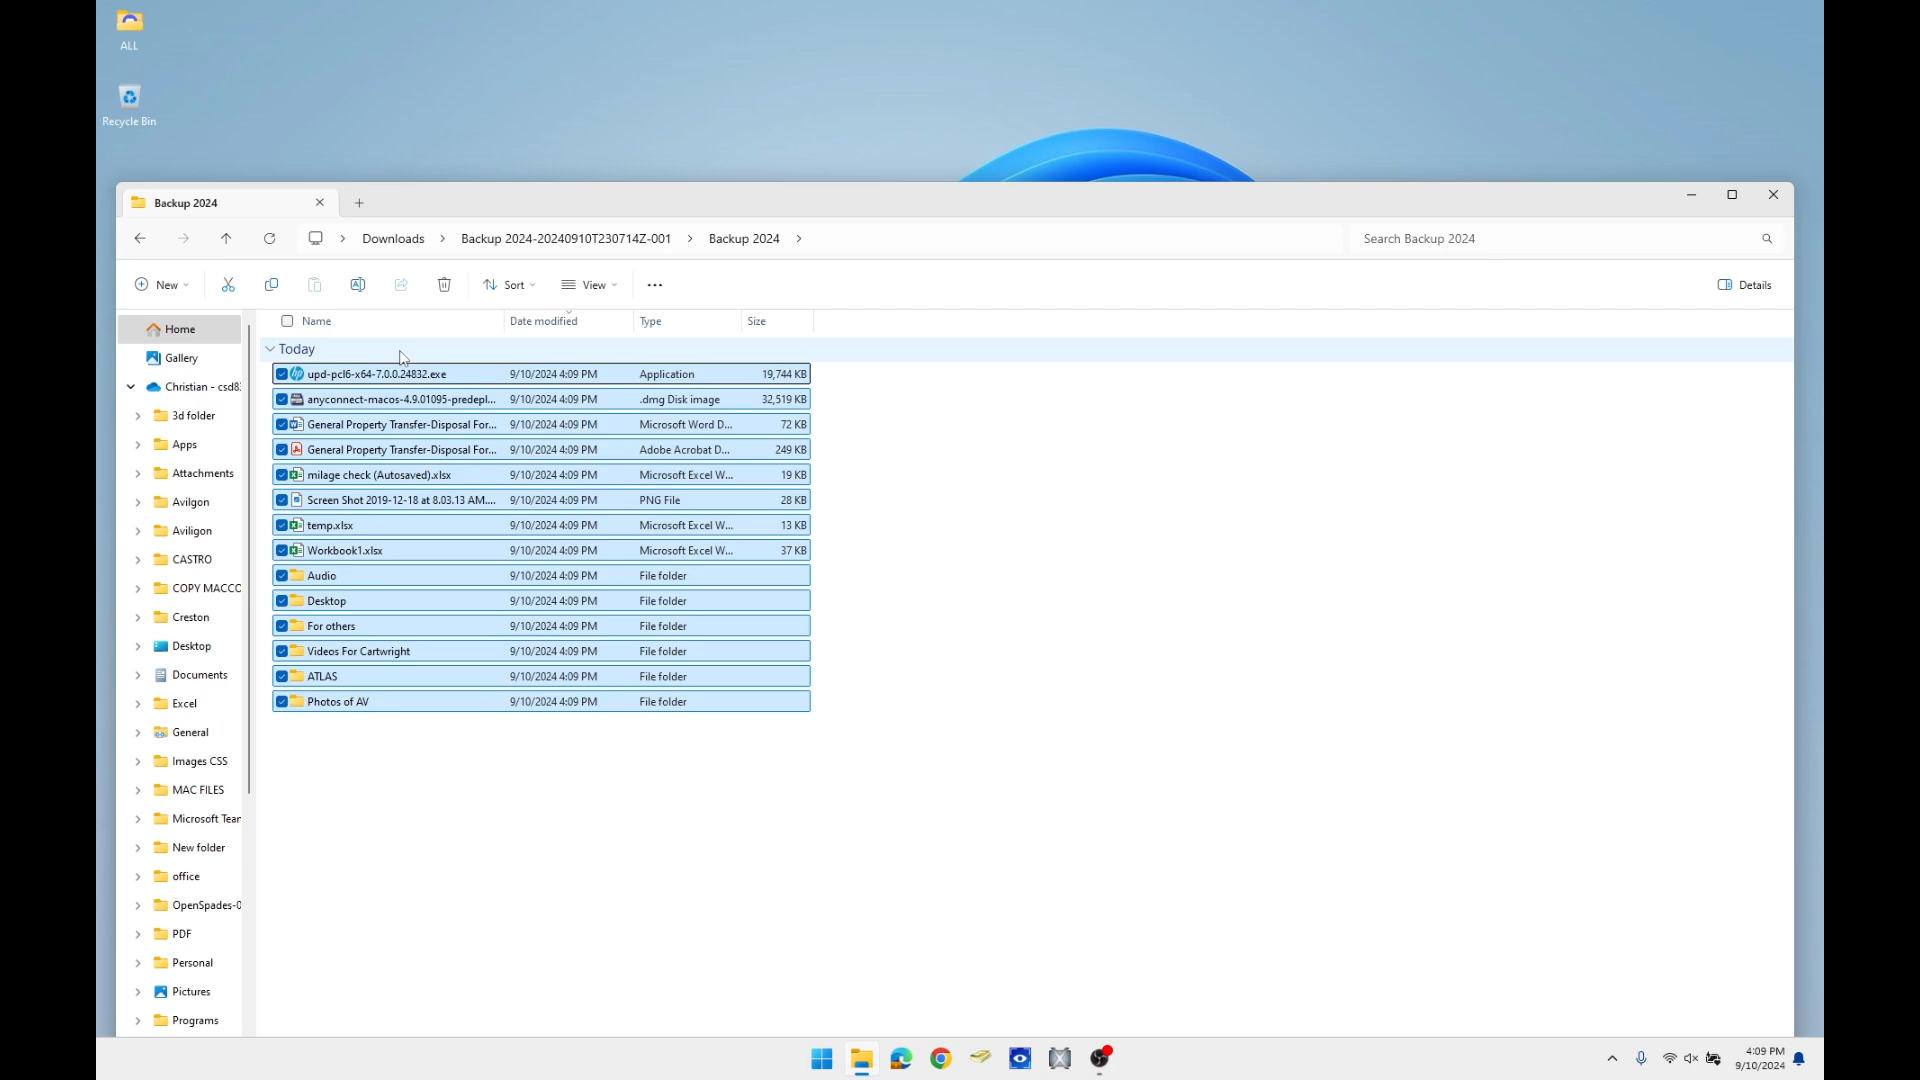 ALL
Recycle Bin
Backup 2024
Downloads > Backup 2024-20240910T230714Z-001 > Backup 2024 >
Search Backup 2024
New
Sort
View
Details
Name Date modified Type Size
Home
Gallery
Christian - csd83
3d folder
Apps
Attachments
Avilgon
Aviligon
CASTRO
COPY MACCO
Creston
Desktop
Documents
Excel
General
Images CSS
MAC FILES
Microsoft Tear
New folder
office
OpenSpades-0
PDF
Personal
Pictures
Programs
Today
upd-pcl6-x64-7.0.0.24832.exe 9/10/2024 4:09 PM Application 19,744 KB
anyconnect-macos-4.9.01095-predepl... 9/10/2024 4:09 PM .dmg Disk image 32,519 KB
General Property Transfer-Disposal For... 9/10/2024 4:09 PM Microsoft Word D... 72 KB
General Property Transfer-Disposal For... 9/10/2024 4:09 PM Adobe Acrobat D... 249 KB
milage check (Autosaved).xlsx 9/10/2024 4:09 PM Microsoft Excel W... 19 KB
Screen Shot 2019-12-18 at 8.03.13 AM.... 9/10/2024 4:09 PM PNG File 28 KB
temp.xlsx 9/10/2024 4:09 PM Microsoft Excel W... 13 KB
Workbook1.xlsx 9/10/2024 4:09 PM Microsoft Excel W... 37 KB
Audio 9/10/2024 4:09 PM File folder
Desktop 9/10/2024 4:09 PM File folder
For others 9/10/2024 4:09 PM File folder
Videos For Cartwright 9/10/2024 4:09 PM File folder
ATLAS 9/10/2024 4:09 PM File folder
Photos of AV 9/10/2024 4:09 PM File folder
4:09 PM
9/10/2024